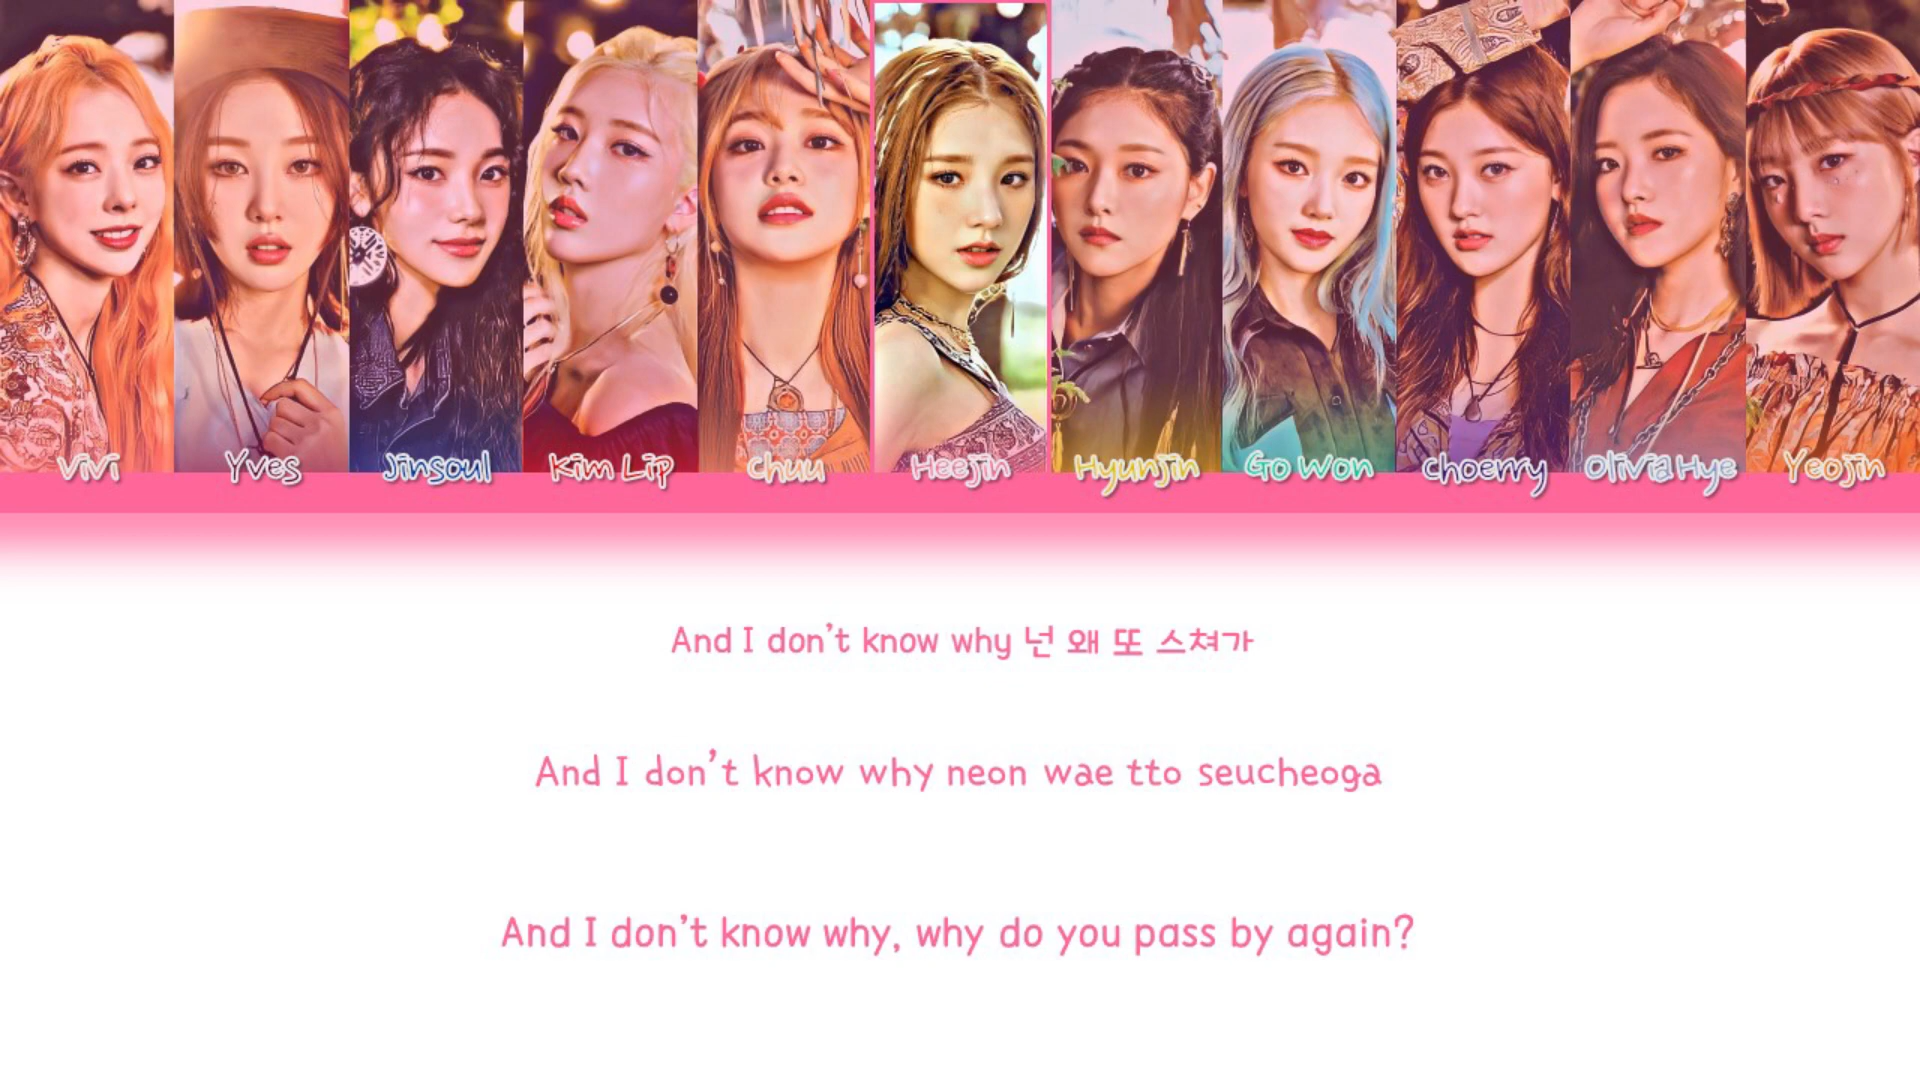 ViVi Yves Jinsoul Kim Lip Chuu Heejin Hyunjin Go Won Choerry Olivia Hye Yeojin
And I don't know why 넌 왜 또 스쳐가
And I don't know why neon wae tto seucheoga
And I don't know why, why do you pass by again?